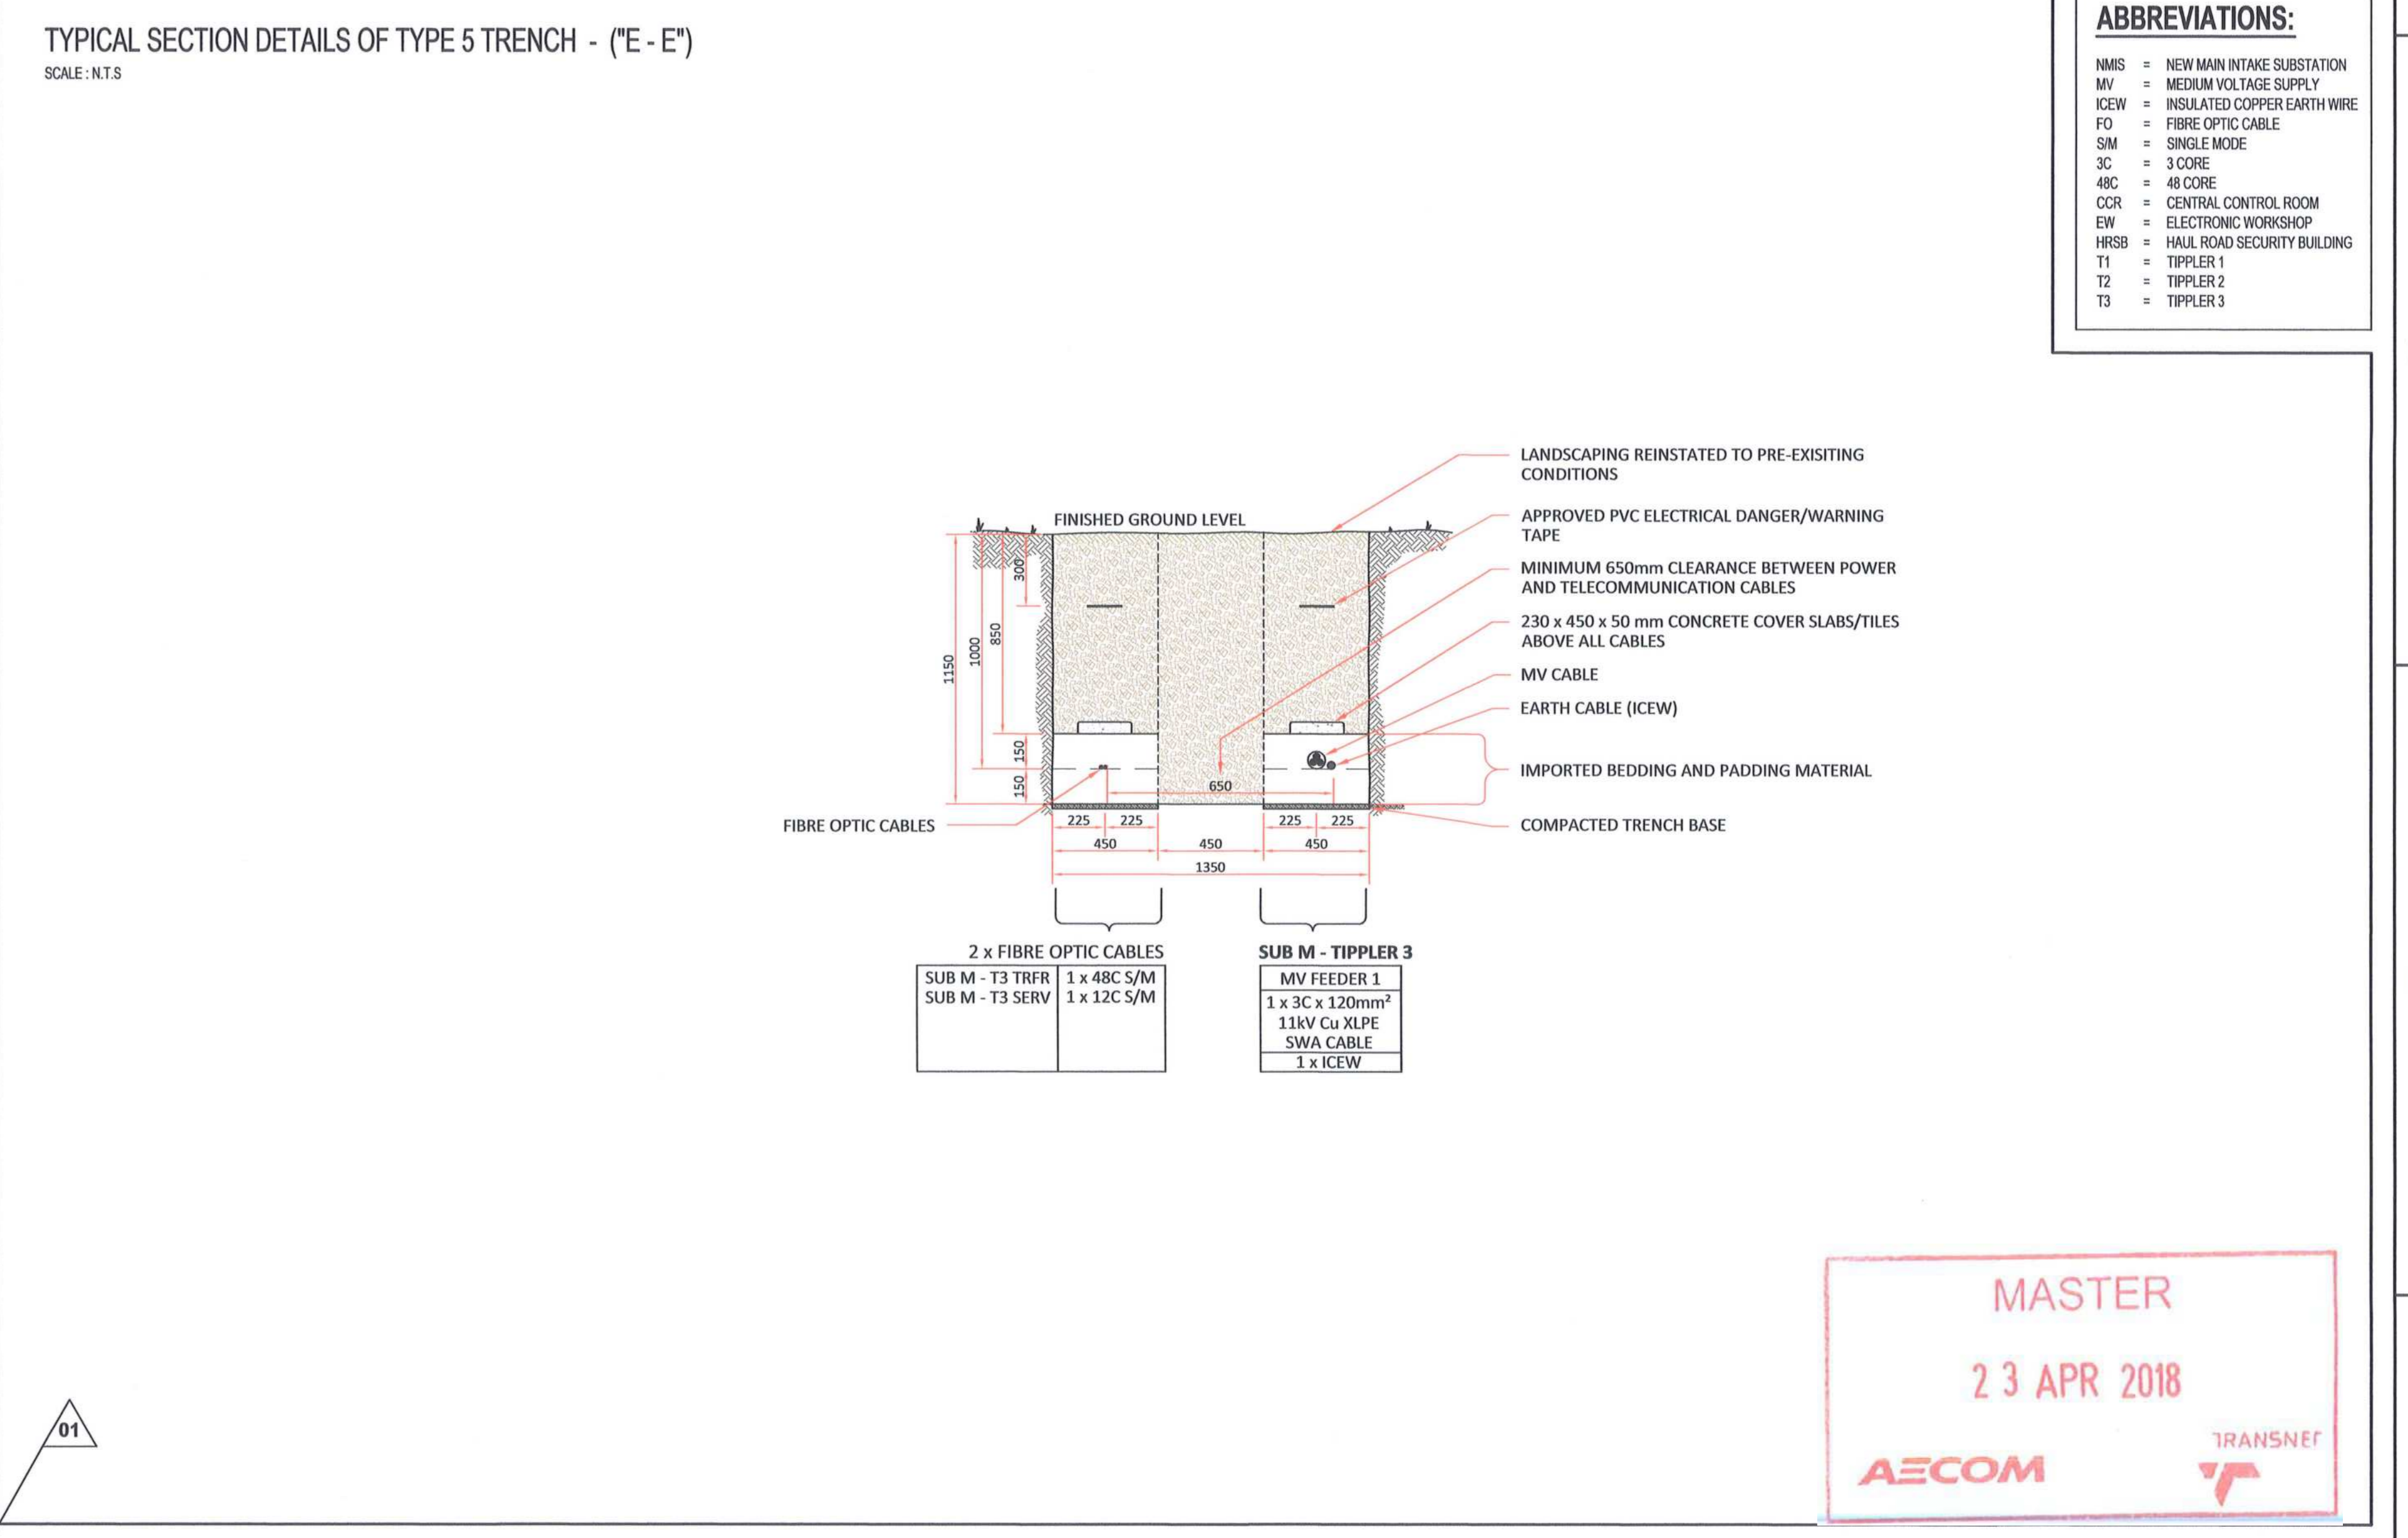 TYPICAL SECTION DETAILS OF TYPE 5 TRENCH - ("E - E")
SCALE : N.T.S
ABBREVIATIONS:
NMIS = NEW MAIN INTAKE SUBSTATION
MV = MEDIUM VOLTAGE SUPPLY
ICEW = INSULATED COPPER EARTH WIRE
FO = FIBRE OPTIC CABLE
S/M = SINGLE MODE
3C = 3 CORE
48C = 48 CORE
CCR = CENTRAL CONTROL ROOM
EW = ELECTRONIC WORKSHOP
HRSB = HAUL ROAD SECURITY BUILDING
T1 = TIPPLER 1
T2 = TIPPLER 2
T3 = TIPPLER 3
LANDSCAPING REINSTATED TO PRE-EXISITING
CONDITIONS
FINISHED GROUND LEVEL
APPROVED PVC ELECTRICAL DANGER/WARNING
TAPE
MINIMUM 650mm CLEARANCE BETWEEN POWER
AND TELECOMMUNICATION CABLES
230 x 450 x 50 mm CONCRETE COVER SLABS/TILES
ABOVE ALL CABLES
MV CABLE
EARTH CABLE (ICEW)
IMPORTED BEDDING AND PADDING MATERIAL
COMPACTED TRENCH BASE
1150
1000
850
300
150
150
650
FIBRE OPTIC CABLES
225 225 225 225
450 450 450
1350
2 x FIBRE OPTIC CABLES
SUB M - T3 TRFR 1 x 48C S/M
SUB M - T3 SERV 1 x 12C S/M
SUB M - TIPPLER 3
MV FEEDER 1
1 x 3C x 120mm²
11kV Cu XLPE
SWA CABLE
1 x ICEW
01
MASTER
23 APR 2018
AECOM
TRANSNET